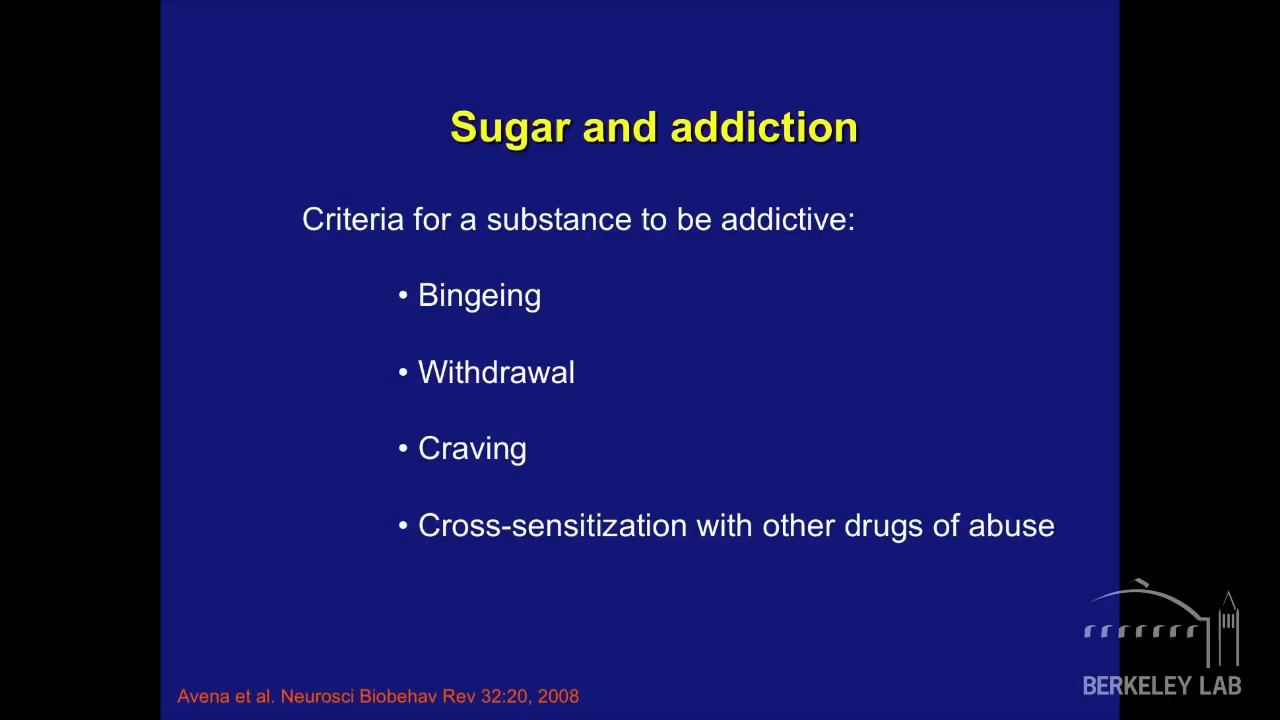 Sugar and addiction
Criteria for a substance to be addictive:
• Bingeing
• Withdrawal
• Craving
• Cross-sensitization with other drugs of abuse
Avena et al. Neurosci Biobehav Rev 32:20, 2008
BERKELEY LAB